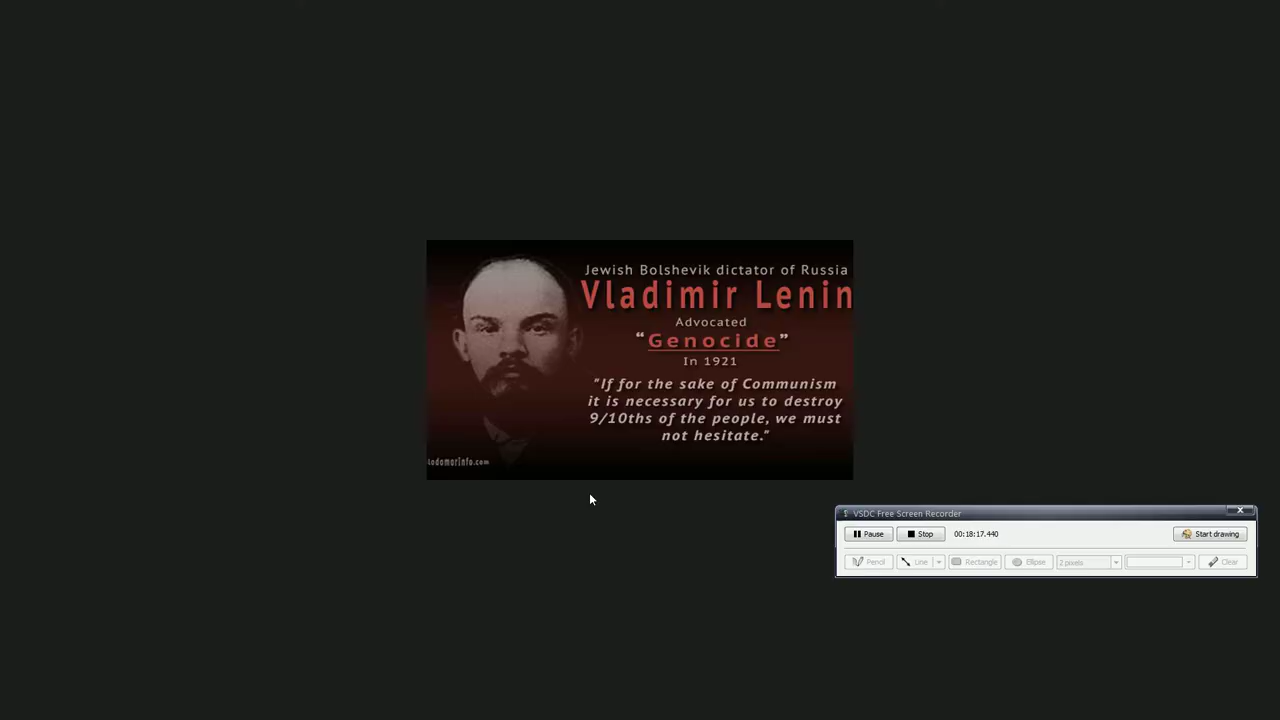 Jewish Bolshevik dictator of Russia
Vladimir Lenin
Advocated
"Genocide"
In 1921
"If for the sake of Communism
it is necessary for us to destroy
9/10ths of the people, we must
not hesitate."
lodomorinfo.com
VSDC Free Screen Recorder
Pause Stop 00:18:17.440 Start drawing
Pencil Line Rectangle Ellipse 2 pixels Clear